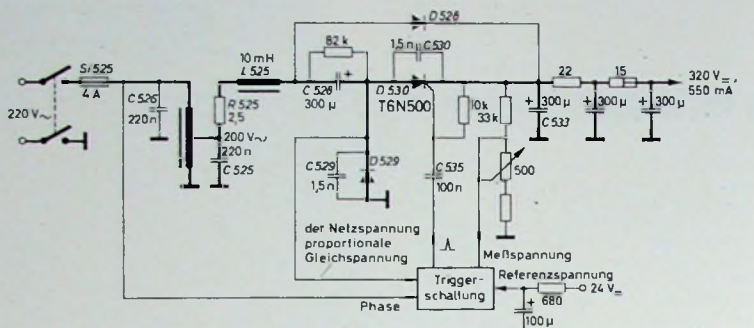 D 528
82 k
1,5 n
C 530
10 mH
L 525
Si 525
4 A
C 526
220 n
220 V~
R 525
2,5
200 V~
220 n
C 525
C 528
300 µ
+
D 530
T6N500
10k
33 k
22
15
320 V=,
550 mA
+
300 µ
C 533
+
300 µ
+
300 µ
C 529
1,5 n
D 529
C 535
100 n
500
der Netzspannung
proportionale
Gleichspannung
Meßspannung
Referenzspannung
Trigger-
schaltung
Phase
24 V=
680
+
100 µ